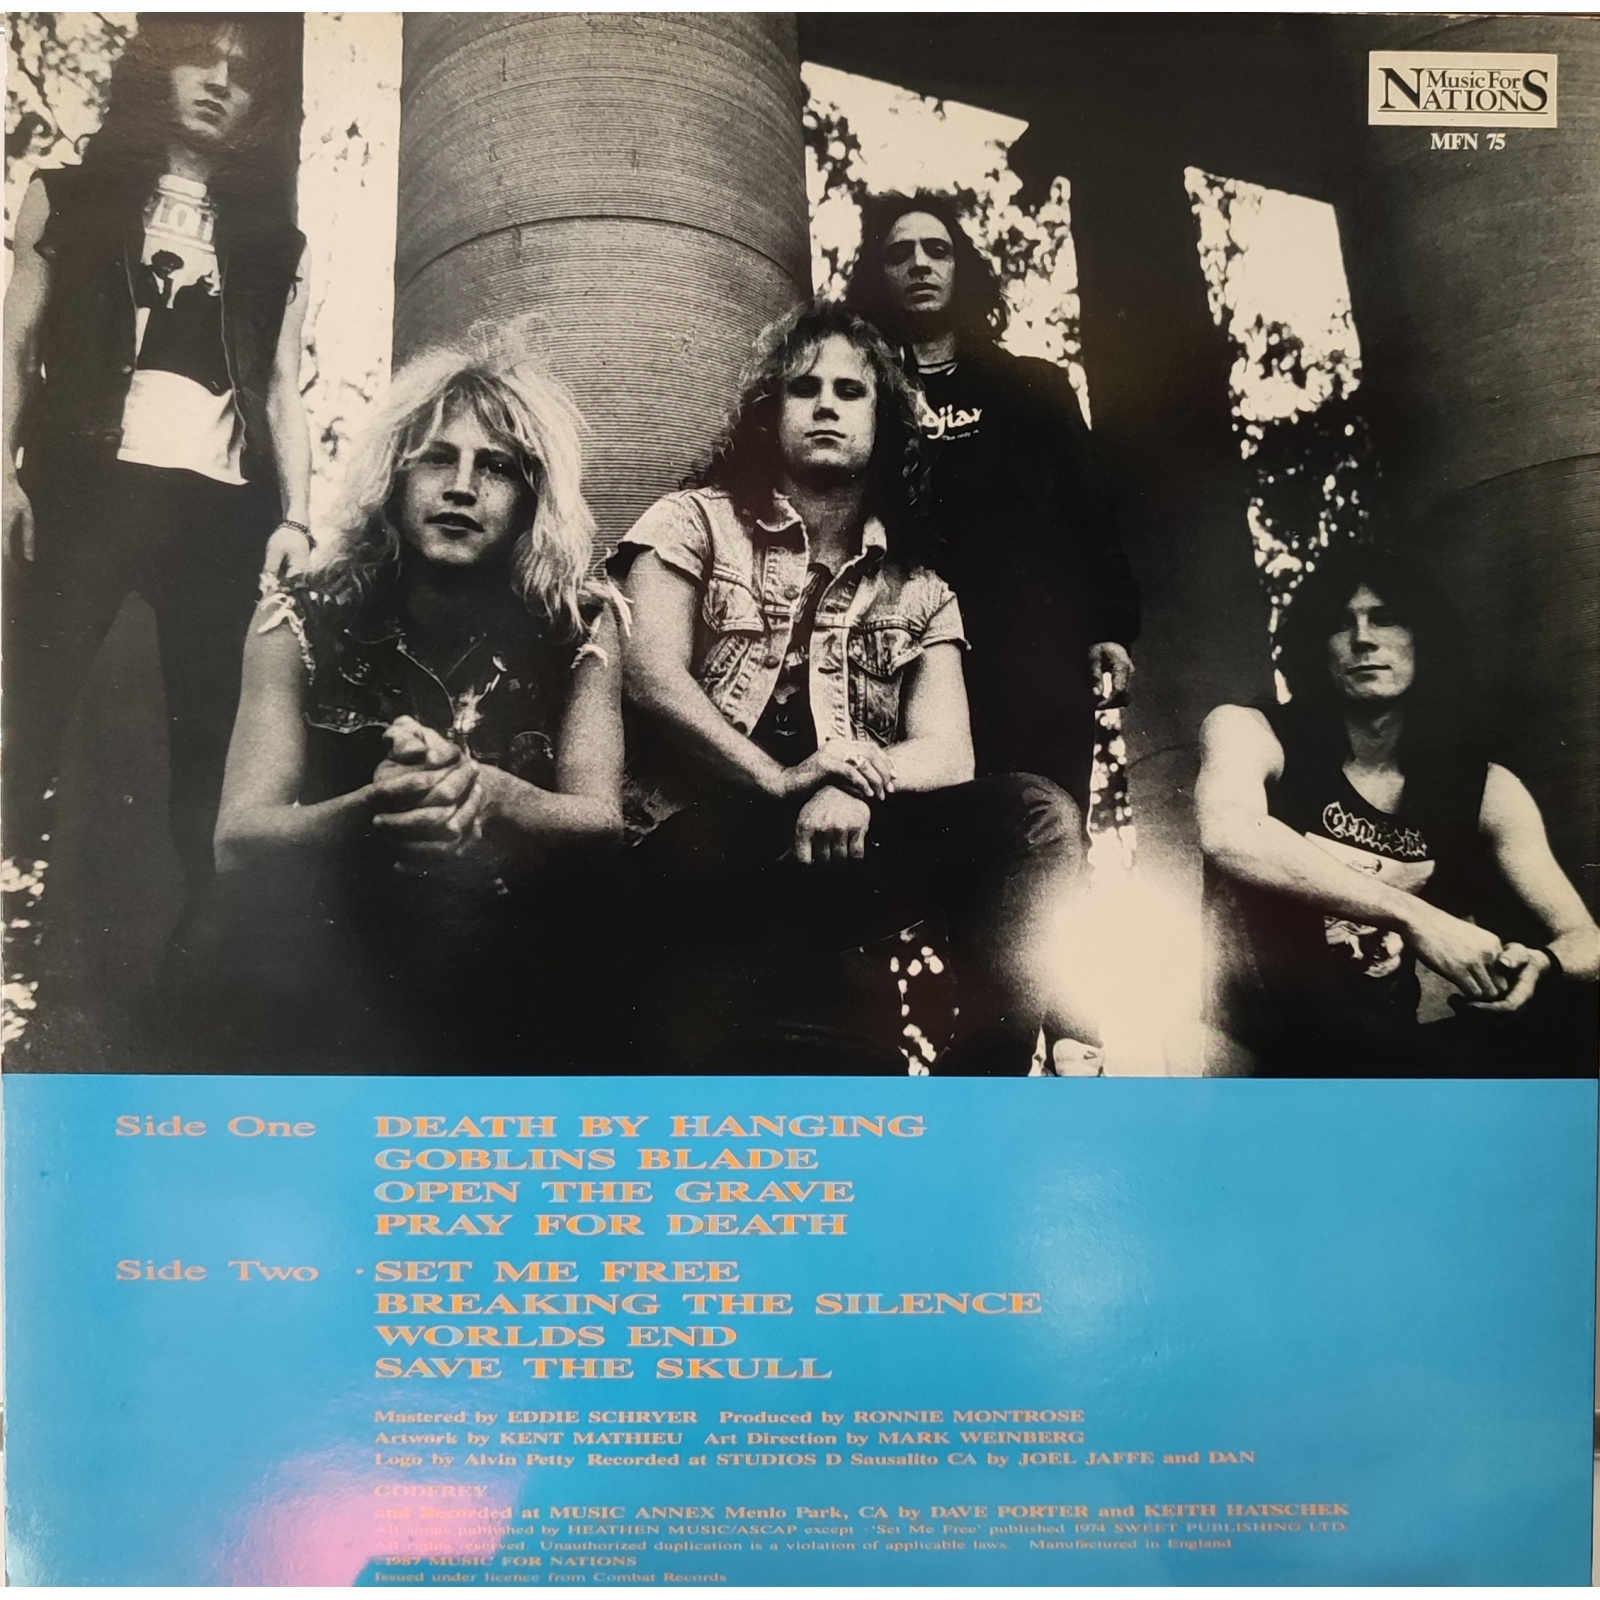 Music For
NATIONS
MFN 75
Side One DEATH BY HANGING
GOBLINS BLADE
OPEN THE GRAVE
PRAY FOR DEATH
Side Two · SET ME FREE
BREAKING THE SILENCE
WORLDS END
SAVE THE SKULL
Mastered by EDDIE SCHRYER Produced by RONNIE MONTROSE
Artwork by KENT MATHIEU Art Direction by MARK WEINBERG
Logo by Alvin Petty Recorded at STUDIOS D Sausalito CA by JOEL JAFFE and DAN
GODFREY
and Recorded at MUSIC ANNEX Menlo Park, CA by DAVE PORTER and KEITH HATSCHEK
All songs published by HEATHEN MUSIC/ASCAP except 'Set Me Free' published 1974 SWEET PUBLISHING LTD.
All rights reserved. Unauthorized duplication is a violation of applicable laws. Manufactured in England
1987 MUSIC FOR NATIONS
Issued under licence from Combat Records